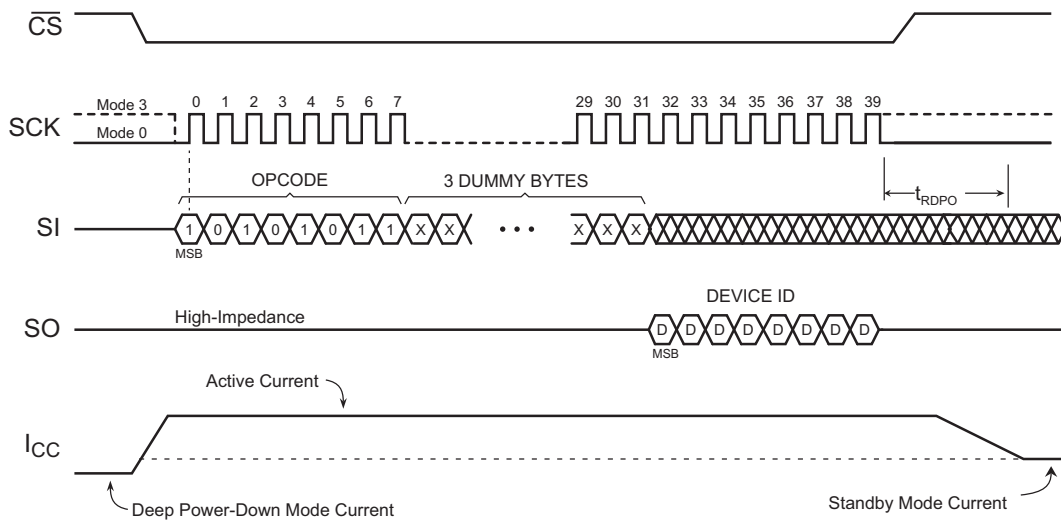 CS
SCK
Mode 3
Mode 0
0 1 2 3 4 5 6 7 29 30 31 32 33 34 35 36 37 38 39
OPCODE 3 DUMMY BYTES
tRDPO
SI
1 0 1 0 1 0 1 1 X X • • • X X X
MSB
DEVICE ID
SO
High-Impedance
D D D D D D D D
MSB
Active Current
ICC
Deep Power-Down Mode Current
Standby Mode Current